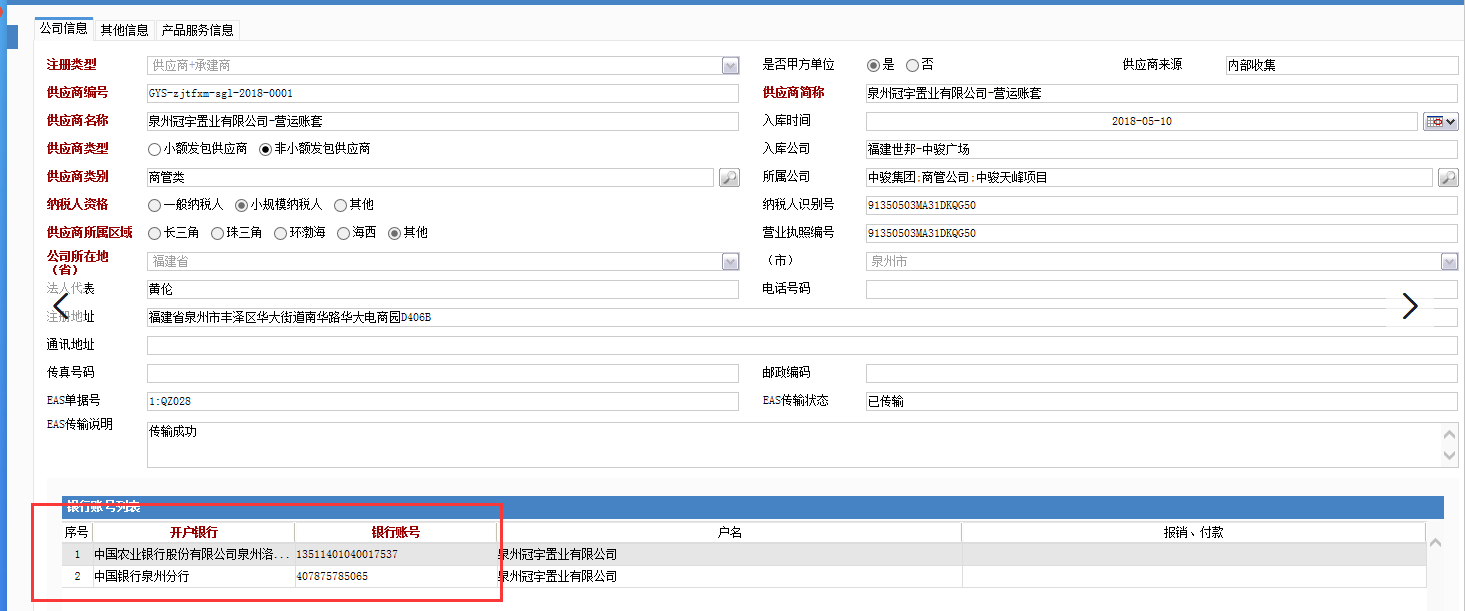 公司信息 其他信息 产品服务信息
注册类型 供应商+承建商 是否甲方单位 是 否 供应商来源 内部收集
供应商编号 GYS-zjtfxm-sgl-2018-0001 供应商简称 泉州冠宇置业有限公司-营运账套
供应商名称 泉州冠宇置业有限公司-营运账套 入库时间 2018-05-10
供应商类型 小额发包供应商 非小额发包供应商 入库公司 福建世邦-中骏广场
供应商类别 商管类 所属公司 中骏集团:商管公司:中骏天峰项目
纳税人资格 一般纳税人 小规模纳税人 其他 纳税人识别号 91350503MA31DKQG50
供应商所属区域 长三角 珠三角 环渤海 海西 其他 营业执照编号 91350503MA31DKQG50
公司所在地
（省） 福建省 （市） 泉州市
法人代表 黄伦 电话号码
注册地址 福建省泉州市丰泽区华大街道南华路华大电商园D406B
通讯地址
传真号码 邮政编码
EAS单据号 1:QZ028 EAS传输状态 已传输
EAS传输说明 传输成功
银行账号列表
序号 开户银行 银行账号 户名 报销、付款
1 中国农业银行股份有限公司泉州洛... 13511401040017537 泉州冠宇置业有限公司
2 中国银行泉州分行 407875785065 泉州冠宇置业有限公司